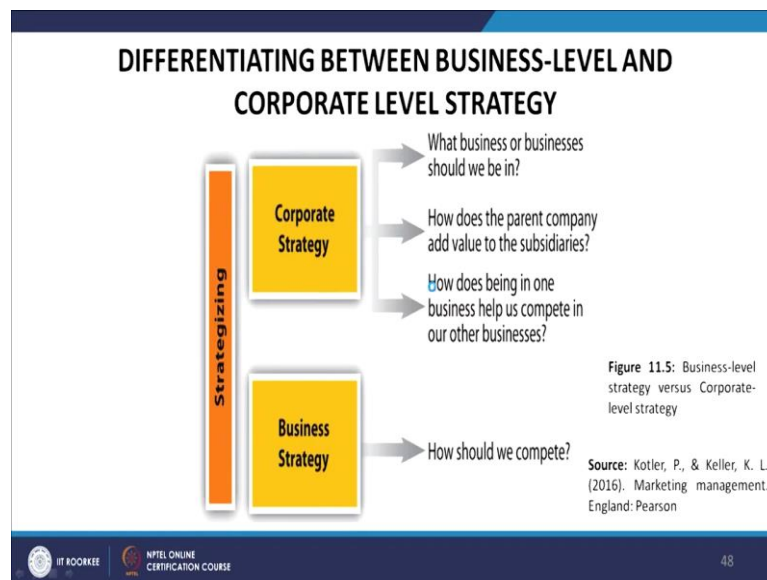 DIFFERENTIATING BETWEEN BUSINESS-LEVEL AND
CORPORATE LEVEL STRATEGY
Strategizing
Corporate
Strategy
What business or businesses
should we be in?
How does the parent company
add value to the subsidiaries?
How does being in one
business help us compete in
our other businesses?
Business
Strategy
How should we compete?
Figure 11.5: Business-level
strategy versus Corporate-
level strategy
Source: Kotler, P., & Keller, K. L.
(2016). Marketing management.
England: Pearson
IIT ROORKEE
NPTEL ONLINE
CERTIFICATION COURSE
48